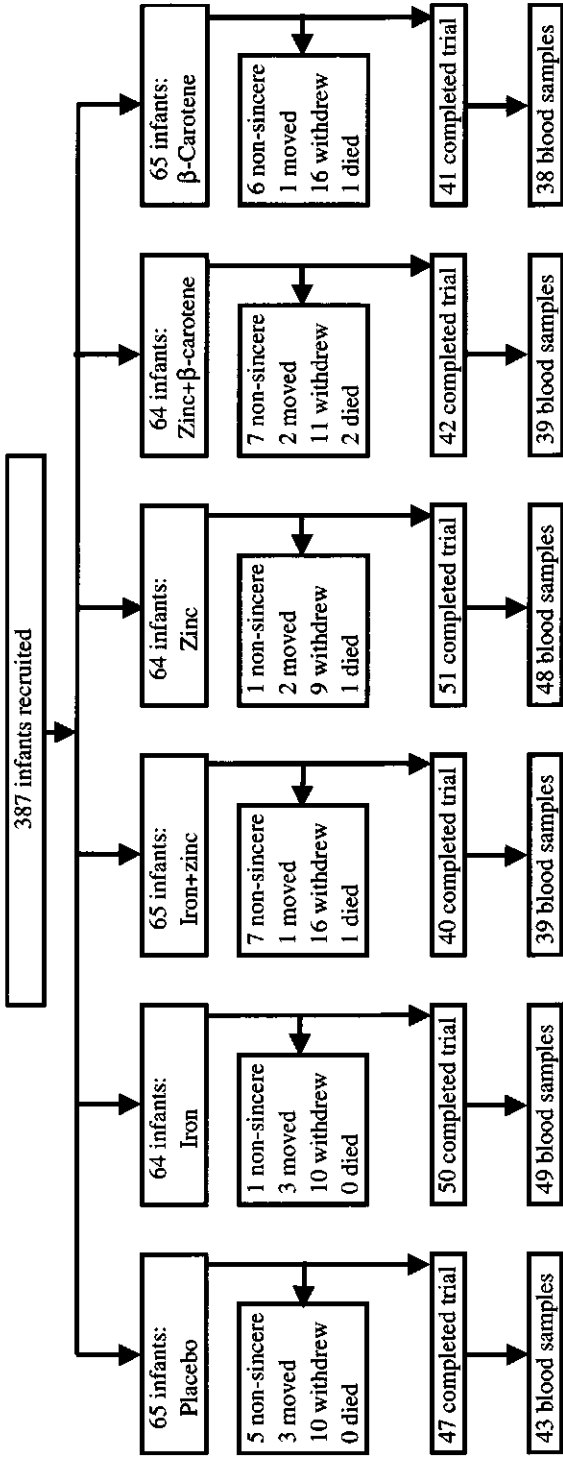 387 infants recruited
65 infants:
Placebo
5 non-sincere
3 moved
10 withdrew
0 died
47 completed trial
43 blood samples
64 infants:
Iron
1 non-sincere
3 moved
10 withdrew
0 died
50 completed trial
49 blood samples
65 infants:
Iron+zinc
7 non-sincere
1 moved
16 withdrew
1 died
40 completed trial
39 blood samples
64 infants:
Zinc
1 non-sincere
2 moved
9 withdrew
1 died
51 completed trial
48 blood samples
64 infants:
Zinc+β-carotene
7 non-sincere
2 moved
11 withdrew
2 died
42 completed trial
39 blood samples
65 infants:
β-Carotene
6 non-sincere
1 moved
16 withdrew
1 died
41 completed trial
38 blood samples